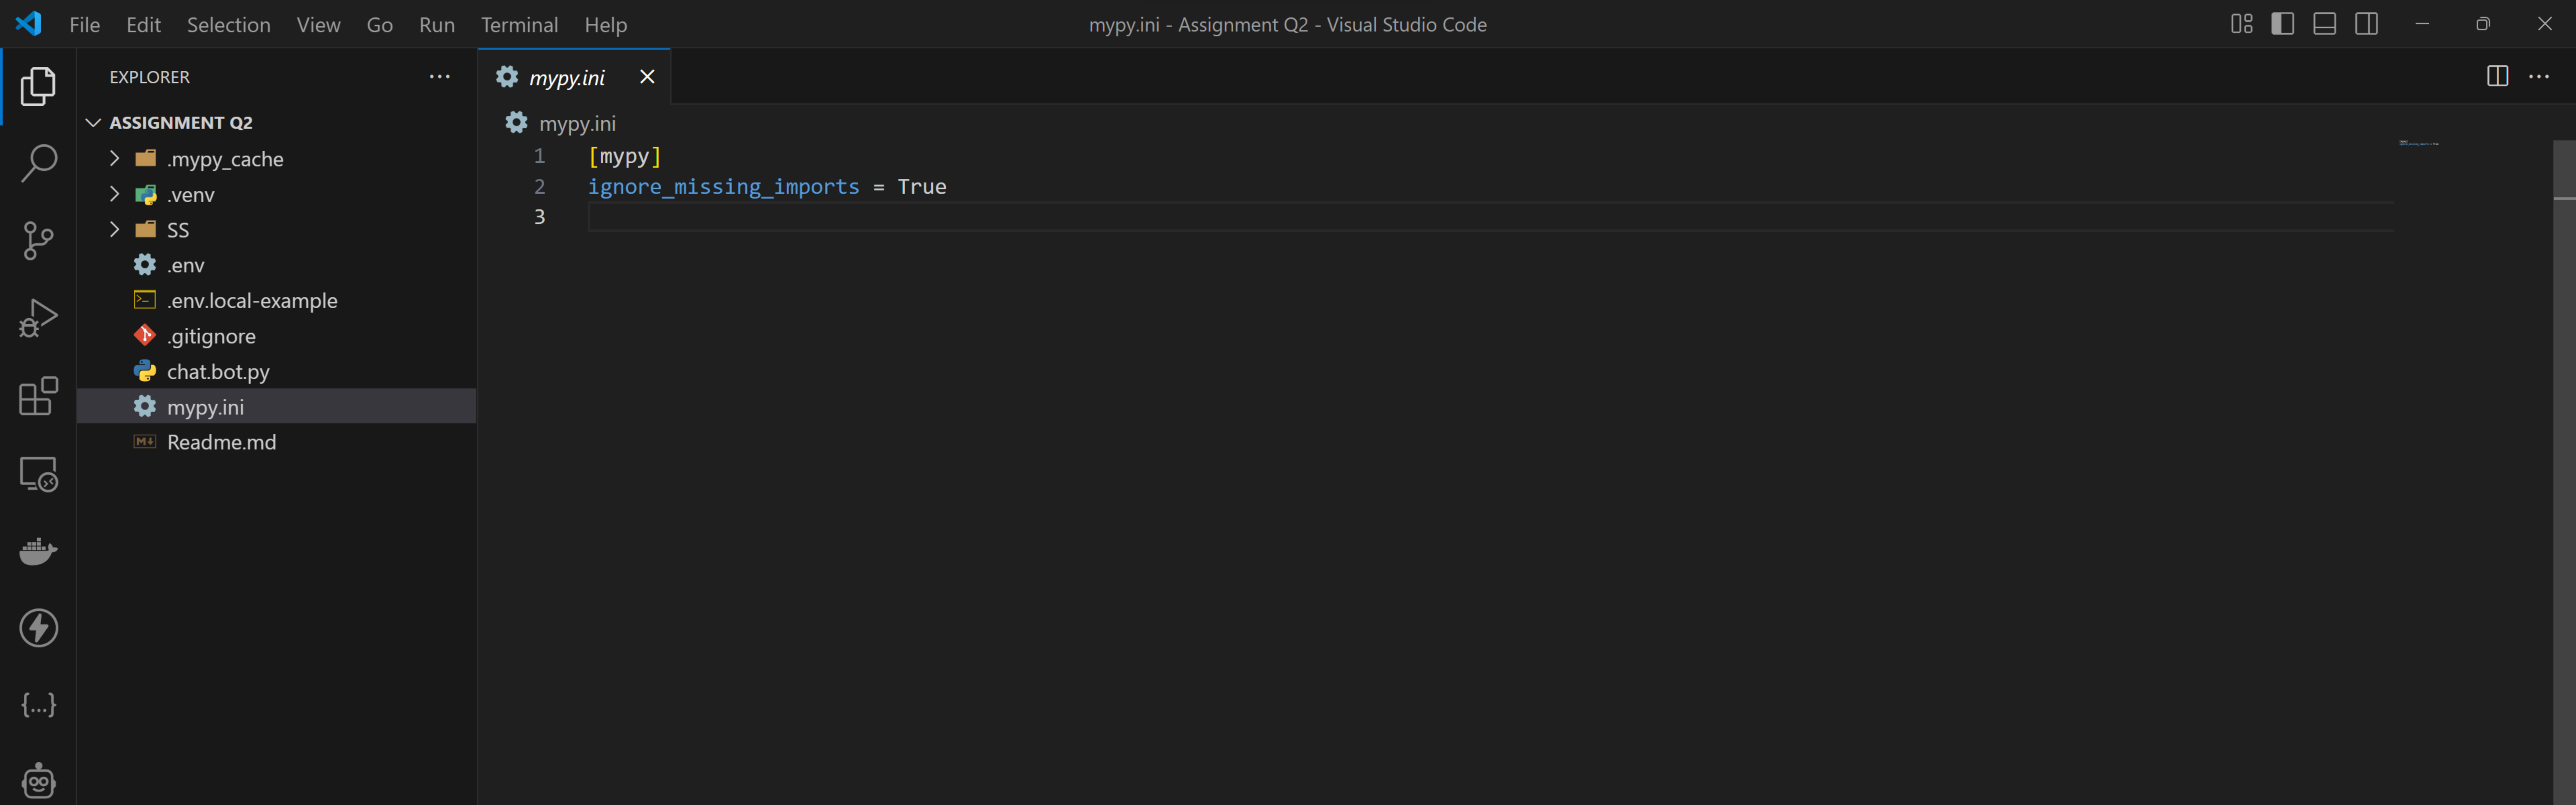 File Edit Selection View Go Run Terminal Help
mypy.ini - Assignment Q2 - Visual Studio Code
EXPLORER
ASSIGNMENT Q2
.mypy_cache
.venv
SS
.env
.env.local-example
.gitignore
chat.bot.py
mypy.ini
Readme.md
mypy.ini
mypy.ini
1 [mypy]
2 ignore_missing_imports = True
3